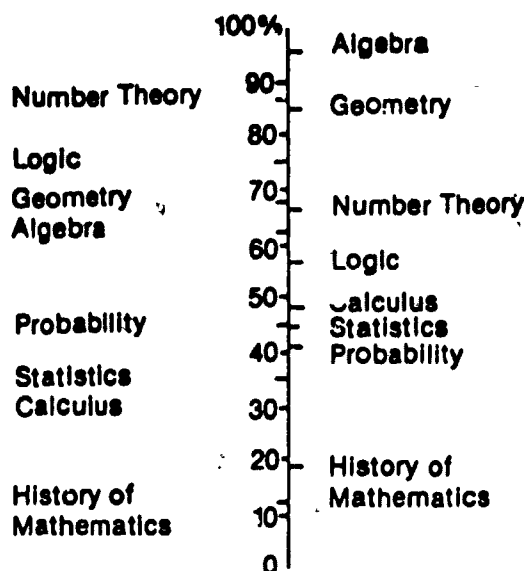 100%
Algebra
90
Number Theory
Geometry
80
Logic
70
Geometry
Number Theory
Algebra
60
Logic
50
Calculus
Probability
Statistics
40
Probability
Statistics
Calculus
30
20
History of
Mathematics
History of
Mathematics
10
0